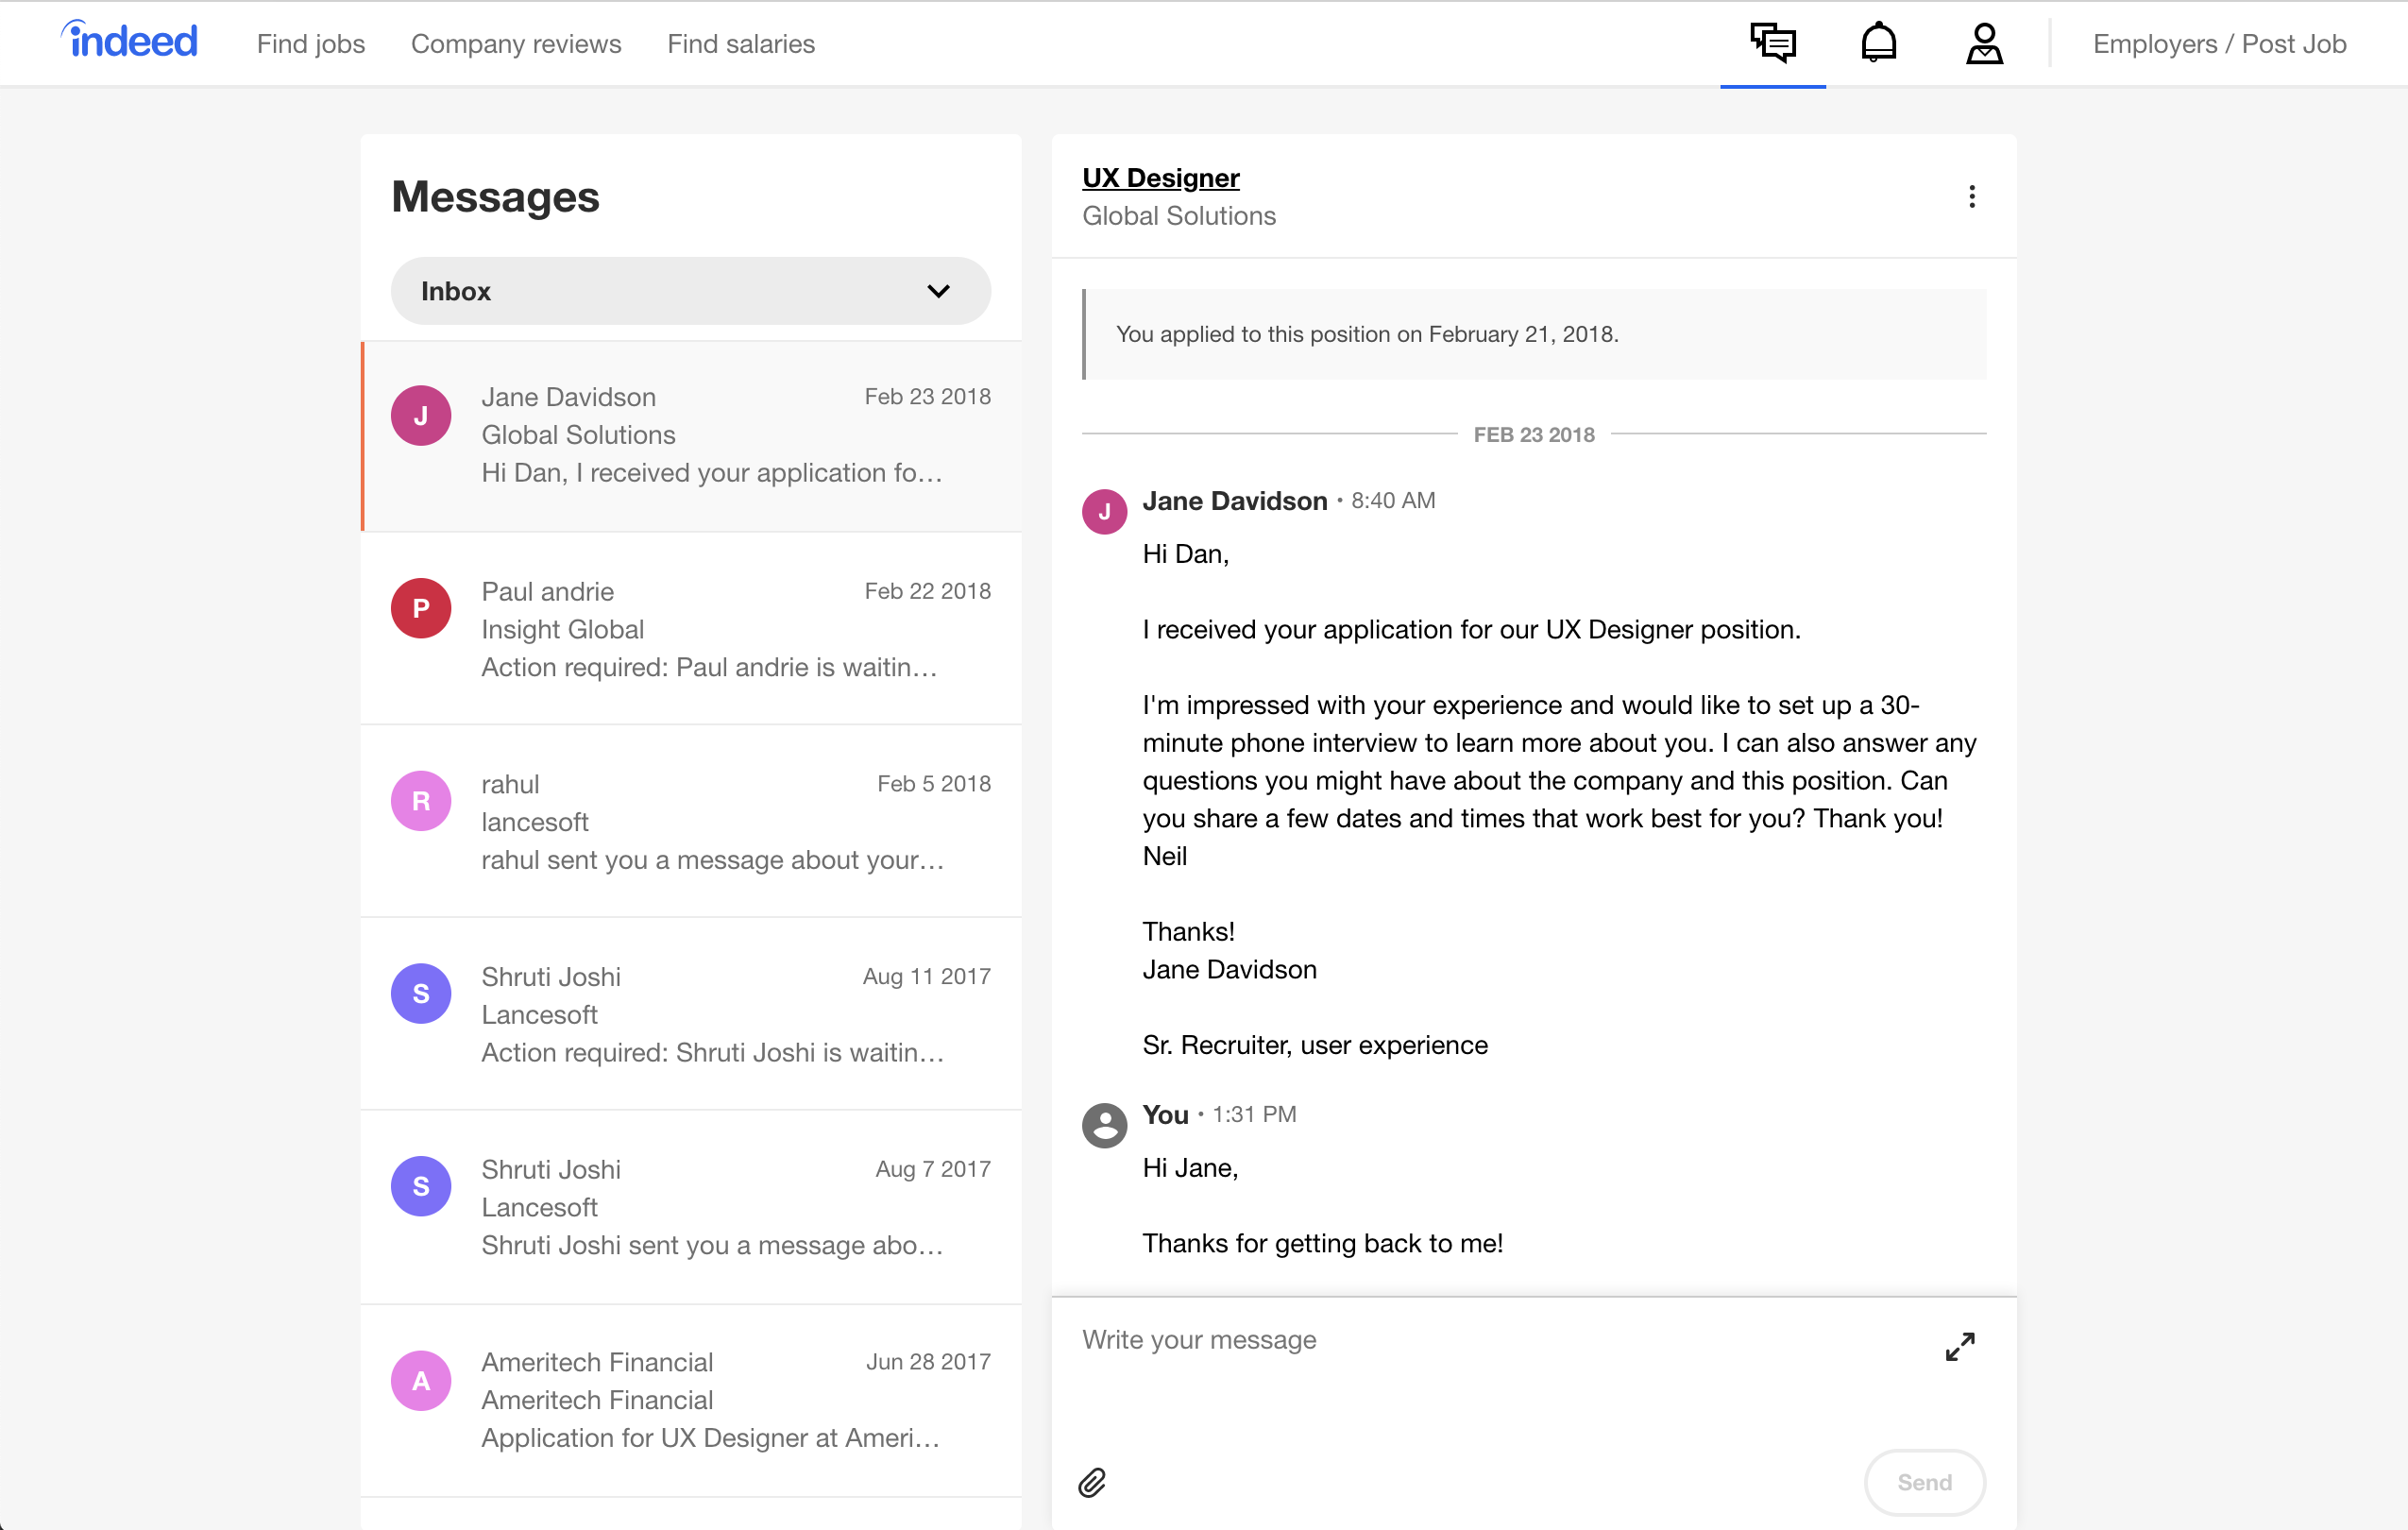 indeed
Find jobs
Company reviews
Find salaries
Employers / Post Job
Messages
Inbox
J
Jane Davidson
Feb 23 2018
Global Solutions
Hi Dan, I received your application fo...
P
Paul andrie
Feb 22 2018
Insight Global
Action required: Paul andrie is waitin...
R
rahul
Feb 5 2018
lancesoft
rahul sent you a message about your...
S
Shruti Joshi
Aug 11 2017
Lancesoft
Action required: Shruti Joshi is waitin...
S
Shruti Joshi
Aug 7 2017
Lancesoft
Shruti Joshi sent you a message abo...
A
Ameritech Financial
Jun 28 2017
Ameritech Financial
Application for UX Designer at Ameri...
UX Designer
Global Solutions
You applied to this position on February 21, 2018.
FEB 23 2018
J
Jane Davidson • 8:40 AM
Hi Dan,
I received your application for our UX Designer position.
I'm impressed with your experience and would like to set up a 30-
minute phone interview to learn more about you. I can also answer any
questions you might have about the company and this position. Can
you share a few dates and times that work best for you? Thank you!
Neil
Thanks!
Jane Davidson
Sr. Recruiter, user experience
You • 1:31 PM
Hi Jane,
Thanks for getting back to me!
Write your message
Send